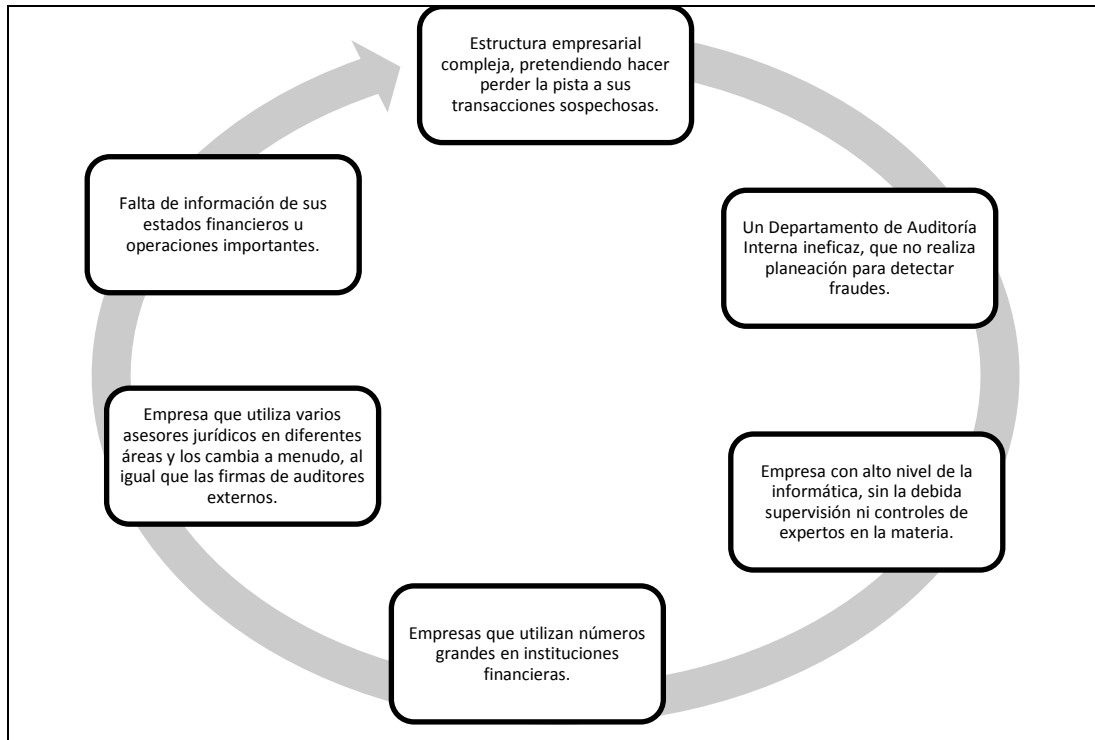 Estructura empresarial
compleja, pretendiendo hacer
perder la pista a sus
transacciones sospechosas.
Un Departamento de Auditoría
Interna ineficaz, que no realiza
planeación para detectar
fraudes.
Empresa con alto nivel de la
informática, sin la debida
supervisión ni controles de
expertos en la materia.
Empresas que utilizan números
grandes en instituciones
financieras.
Empresa que utiliza varios
asesores jurídicos en diferentes
áreas y los cambia a menudo, al
igual que las firmas de auditores
externos.
Falta de información de sus
estados financieros u
operaciones importantes.